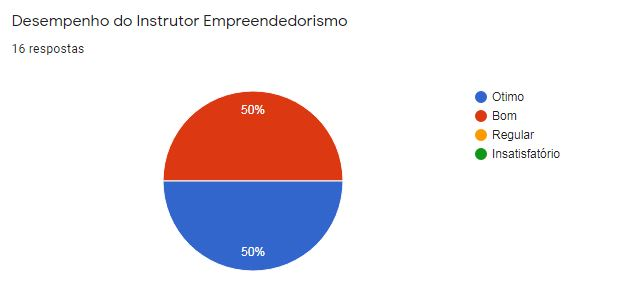 Desempenho do Instrutor Empreendedorismo
16 respostas
50%
50%
Otimo
Bom
Regular
Insatisfatório